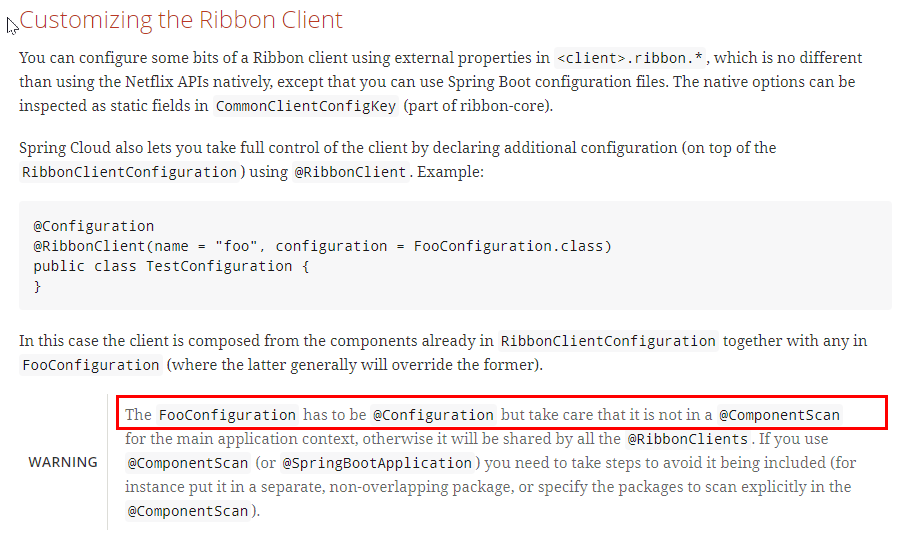 Customizing the Ribbon Client
You can configure some bits of a Ribbon client using external properties in <client>.ribbon.*, which is no different
than using the Netflix APIs natively, except that you can use Spring Boot configuration files. The native options can be
inspected as static fields in CommonClientConfigKey (part of ribbon-core).
Spring Cloud also lets you take full control of the client by declaring additional configuration (on top of the
RibbonClientConfiguration) using @RibbonClient. Example:
@Configuration
@RibbonClient(name = "foo", configuration = FooConfiguration.class)
public class TestConfiguration {
}
In this case the client is composed from the components already in RibbonClientConfiguration together with any in
FooConfiguration (where the latter generally will override the former).
WARNING
The FooConfiguration has to be @Configuration but take care that it is not in a @ComponentScan
for the main application context, otherwise it will be shared by all the @RibbonClients. If you use
@ComponentScan (or @SpringBootApplication) you need to take steps to avoid it being included (for
instance put it in a separate, non-overlapping package, or specify the packages to scan explicitly in the
@ComponentScan).